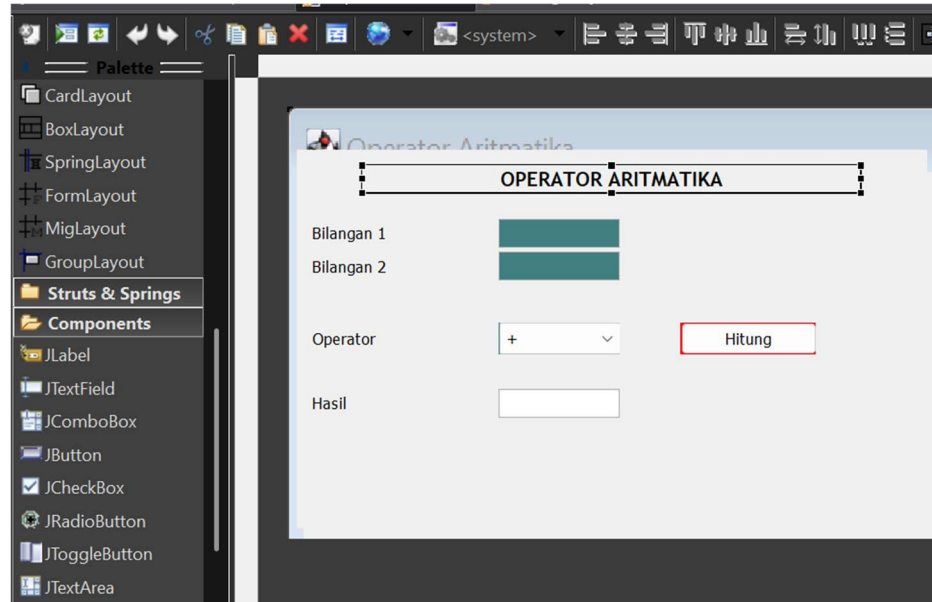 <system>
Palette
CardLayout
BoxLayout
SpringLayout
FormLayout
MigLayout
GroupLayout
Struts & Springs
Components
JLabel
JTextField
JComboBox
JButton
JCheckBox
JRadioButton
JToggleButton
JTextArea
Operator Aritmatika
OPERATOR ARITMATIKA
Bilangan 1
Bilangan 2
Operator
+
Hitung
Hasil